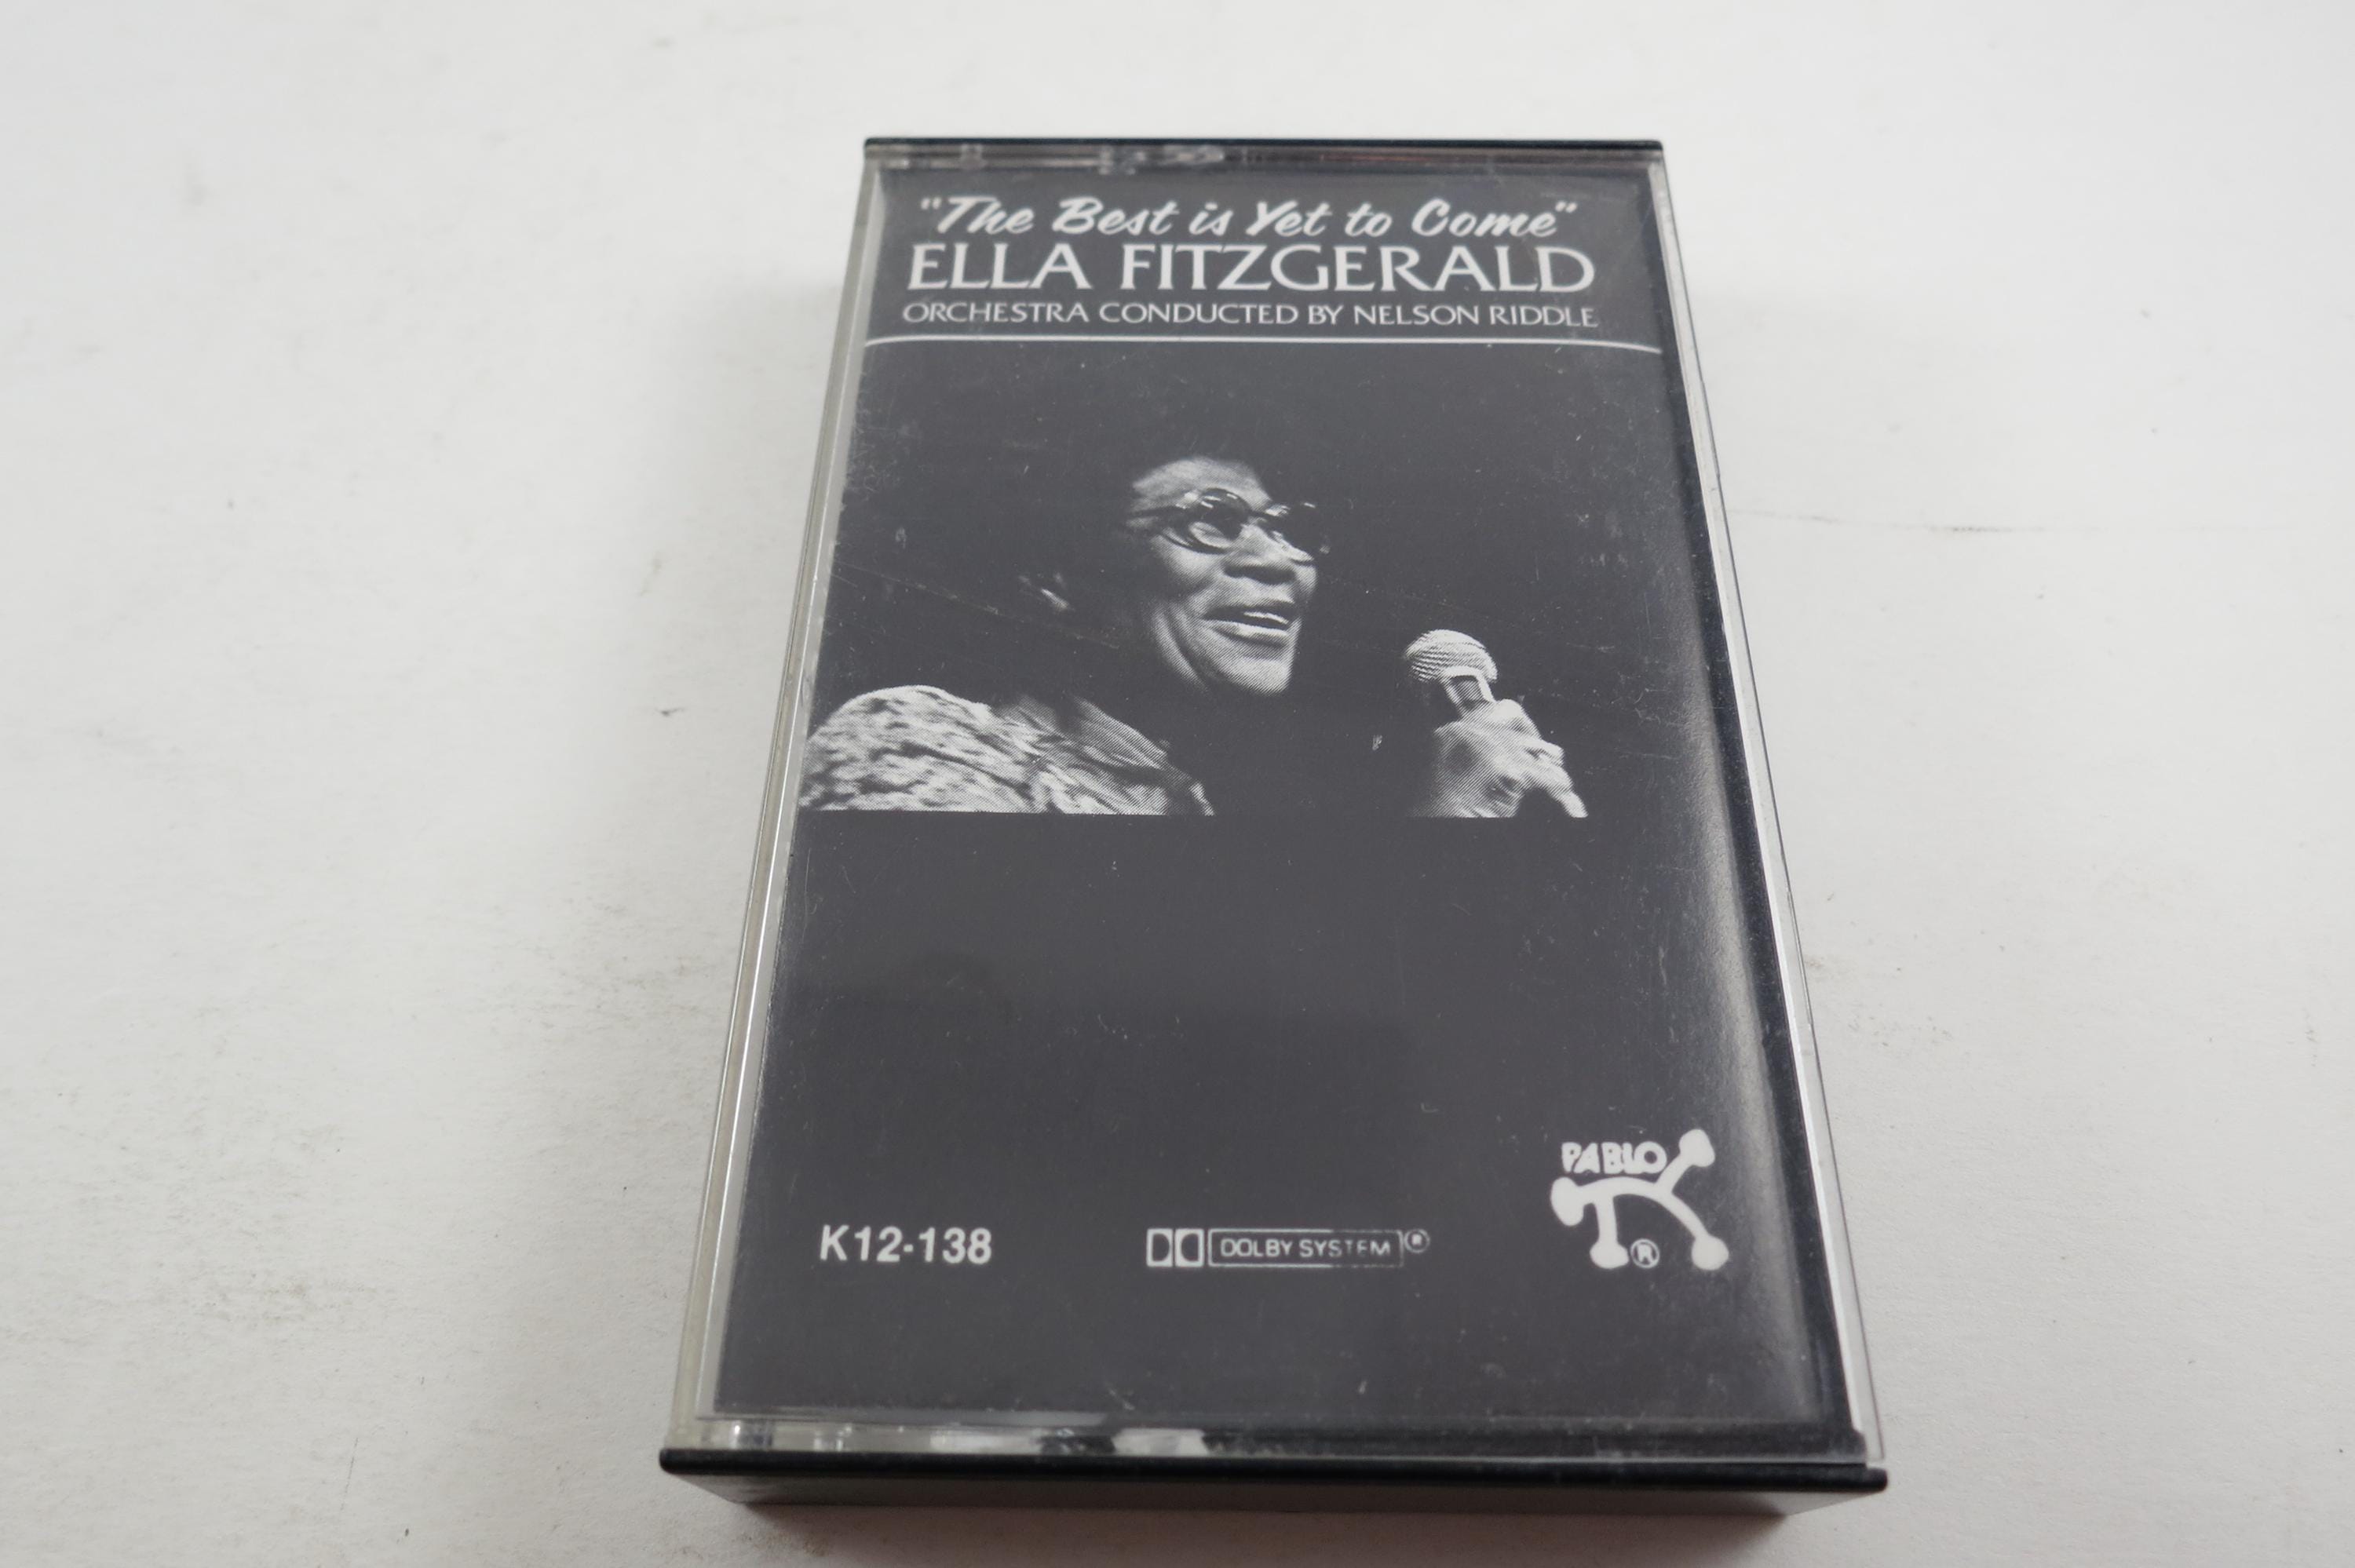 "The Best is Yet to Come"
ELLA FITZGERALD
ORCHESTRA CONDUCTED BY NELSON RIDDLE
PABLO
®
K12-138
DOLBY SYSTEM®